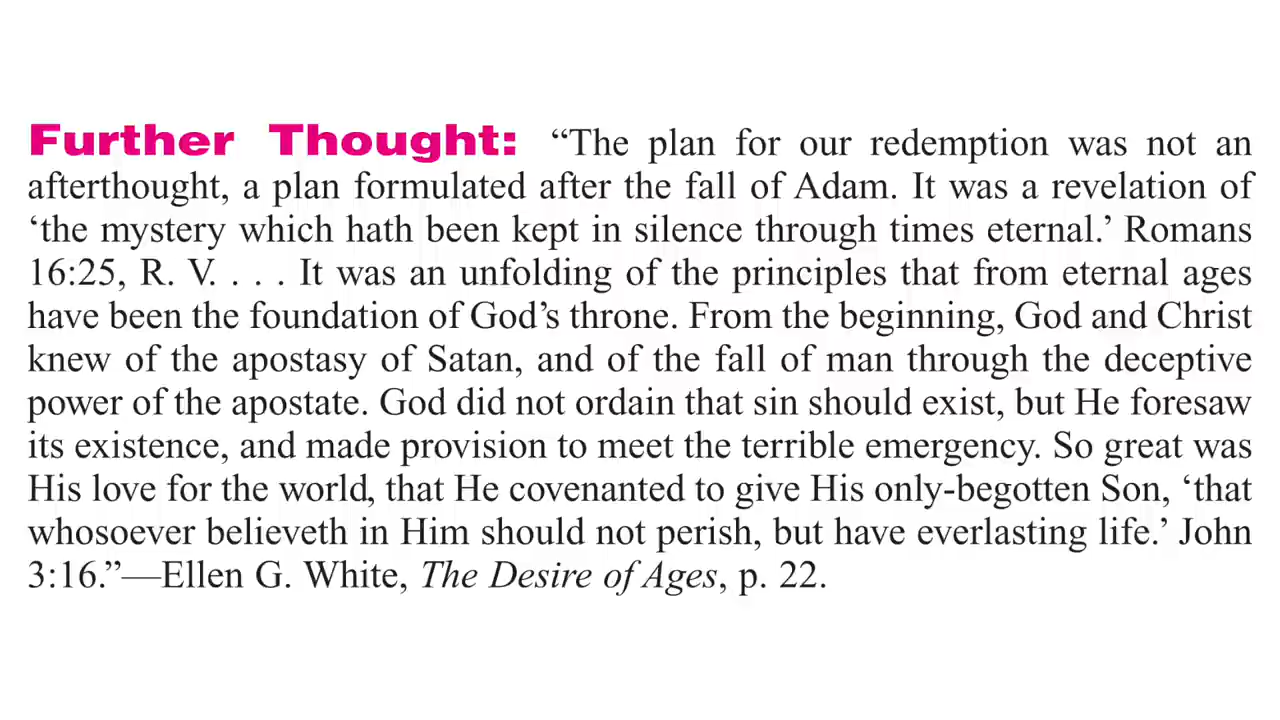 Further Thought: “The plan for our redemption was not an
afterthought, a plan formulated after the fall of Adam. It was a revelation of
‘the mystery which hath been kept in silence through times eternal.’ Romans
16:25, R. V. . . . It was an unfolding of the principles that from eternal ages
have been the foundation of God’s throne. From the beginning, God and Christ
knew of the apostasy of Satan, and of the fall of man through the deceptive
power of the apostate. God did not ordain that sin should exist, but He foresaw
its existence, and made provision to meet the terrible emergency. So great was
His love for the world, that He covenanted to give His only-begotten Son, ‘that
whosoever believeth in Him should not perish, but have everlasting life.’ John
3:16.”—Ellen G. White, The Desire of Ages, p. 22.